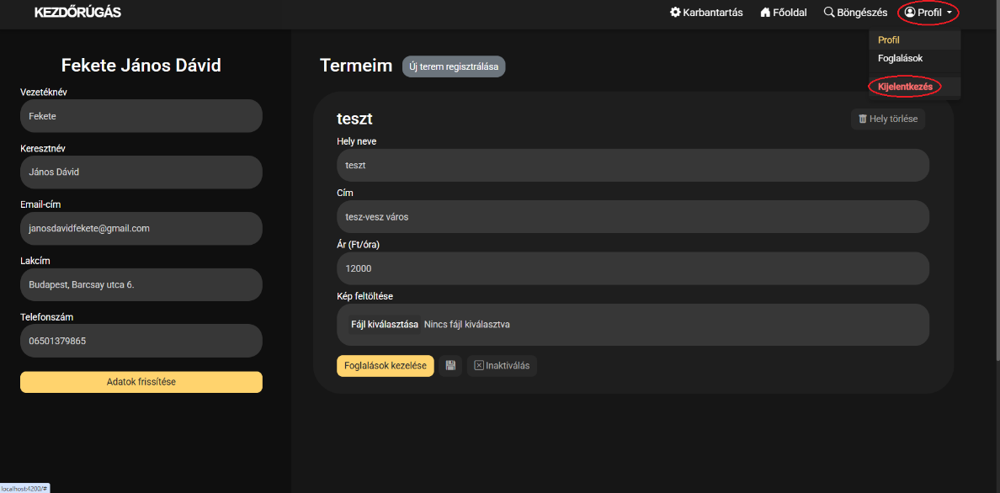 KEZDŐRÚGÁS
Karbantartás
Főoldal
Böngészés
Profil
Profil
Foglalások
Kijelentkezés
Fekete János Dávid
Vezetéknév
Fekete
Keresztnév
János Dávid
Email-cím
janosdavidfekete@gmail.com
Lakcím
Budapest, Barcsay utca 6.
Telefonszám
06501379865
Adatok frissítése
Termeim
Új terem regisztrálása
teszt
Hely törlése
Hely neve
teszt
Cím
tesz-vesz város
Ár (Ft/óra)
12000
Kép feltöltése
Fájl kiválasztása Nincs fájl kiválasztva
Foglalások kezelése
Inaktiválás
localhost:4200/#